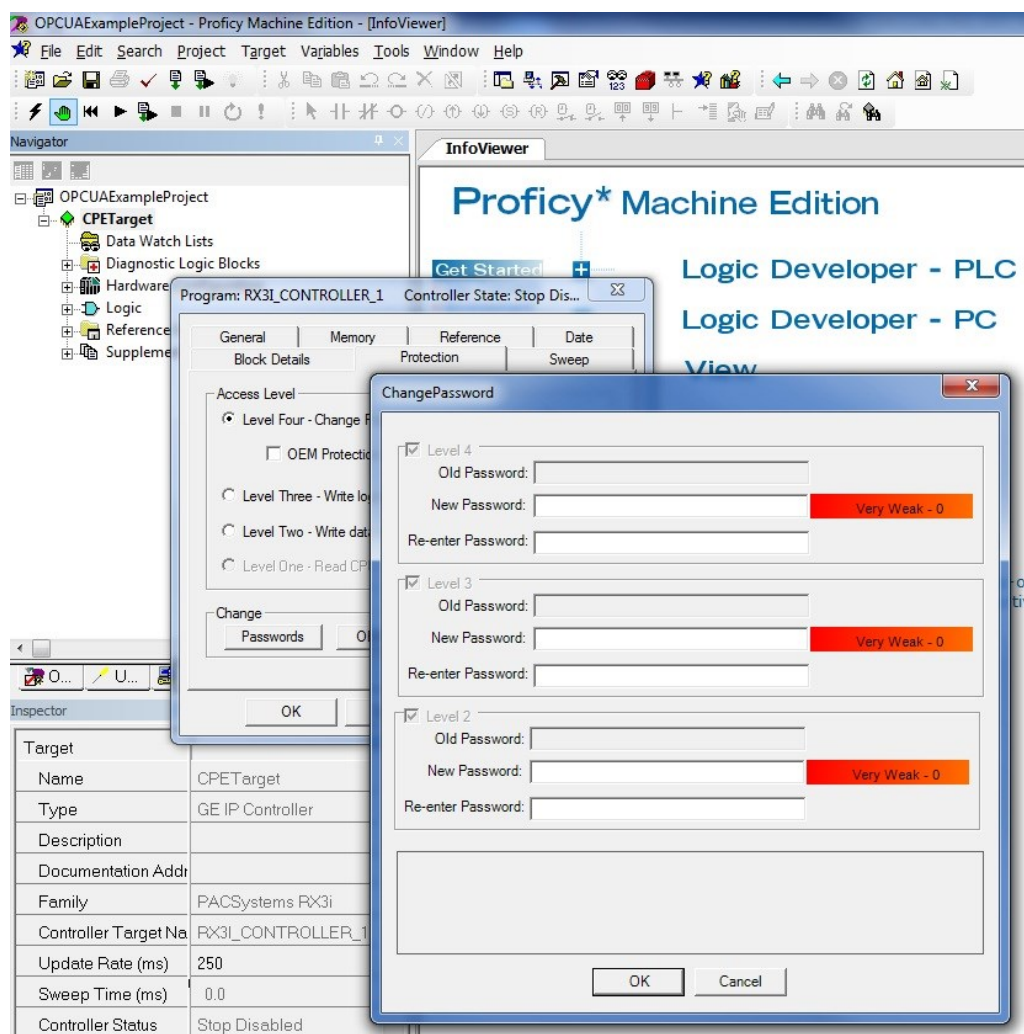 OPCUAExampleProject - Proficy Machine Edition - [InfoViewer]
File Edit Search Project Target Variables Tools Window Help
Navigator
InfoViewer
OPCUAExampleProject
CPETarget
Data Watch Lists
Diagnostic Logic Blocks
Hardware
Logic
Reference
Suppleme
Proficy* Machine Edition
Get Started
Logic Developer - PLC
Logic Developer - PC
View
Program: RX3I_CONTROLLER_1 Controller State: Stop Dis...
General Memory Reference Date
Block Details Protection Sweep
Access Level
Level Four - Change P
OEM Protectio
Level Three - Write lo
Level Two - Write dat
Level One - Read CP
Change
Passwords
OK
ChangePassword
Level 4
Old Password:
New Password: Very Weak - 0
Re-enter Password:
Level 3
Old Password:
New Password: Very Weak - 0
Re-enter Password:
Level 2
Old Password:
New Password: Very Weak - 0
Re-enter Password:
OK Cancel
O... U...
Inspector
Target
Name CPETarget
Type GE IP Controller
Description
Documentation Addr
Family PACSystems RX3i
Controller Target Na RX3I_CONTROLLER_1
Update Rate (ms) 250
Sweep Time (ms) 0.0
Controller Status Stop Disabled